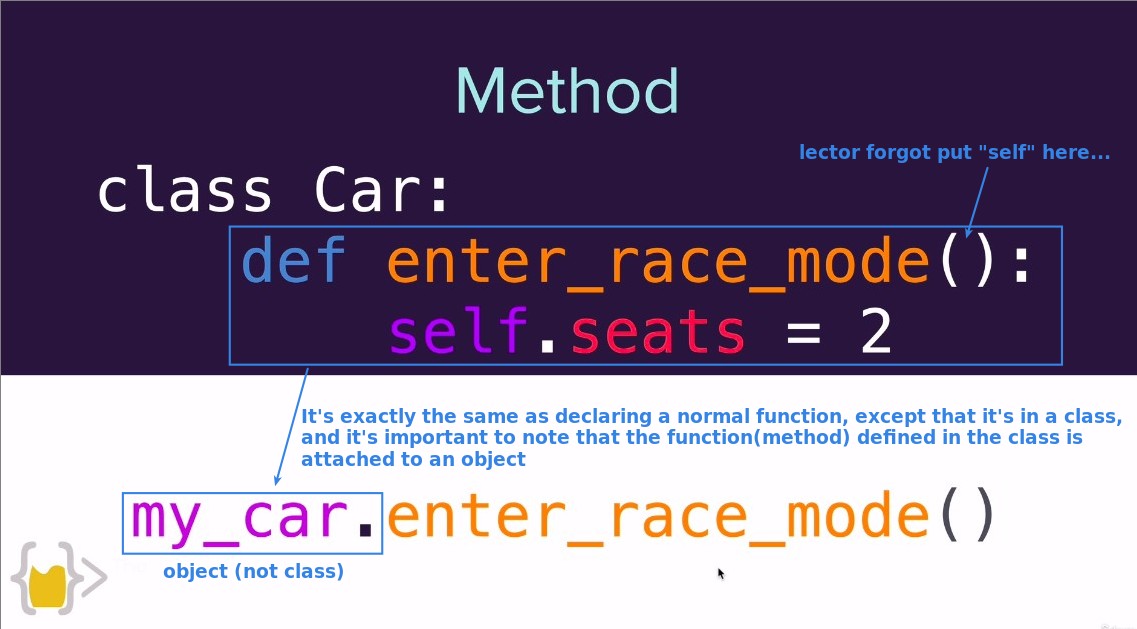 Method
lector forgot put "self" here...
class Car:
def enter_race_mode():
self.seats = 2
It's exactly the same as declaring a normal function, except that it's in a class,
and it's important to note that the function(method) defined in the class is
attached to an object
my_car.enter_race_mode()
object (not class)